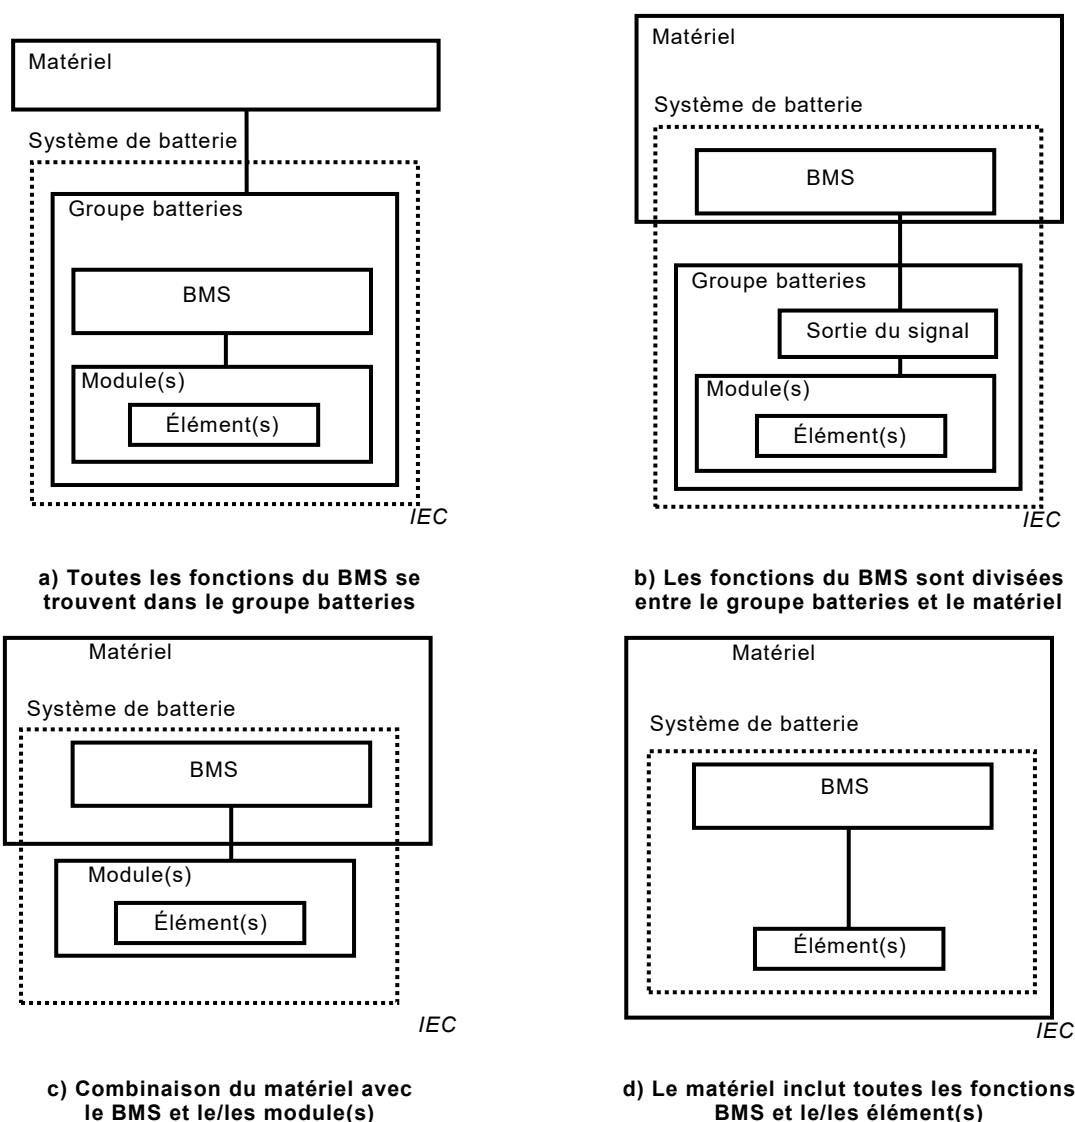 Matériel
Système de batterie
Groupe batteries
BMS
Module(s)
Élément(s)
IEC
a) Toutes les fonctions du BMS se
trouvent dans le groupe batteries
Matériel
Système de batterie
BMS
Groupe batteries
Sortie du signal
Module(s)
Élément(s)
IEC
b) Les fonctions du BMS sont divisées
entre le groupe batteries et le matériel
Matériel
Système de batterie
BMS
Module(s)
Élément(s)
IEC
c) Combinaison du matériel avec
le BMS et le/les module(s)
Matériel
Système de batterie
BMS
Élément(s)
IEC
d) Le matériel inclut toutes les fonctions
BMS et le/les élément(s)